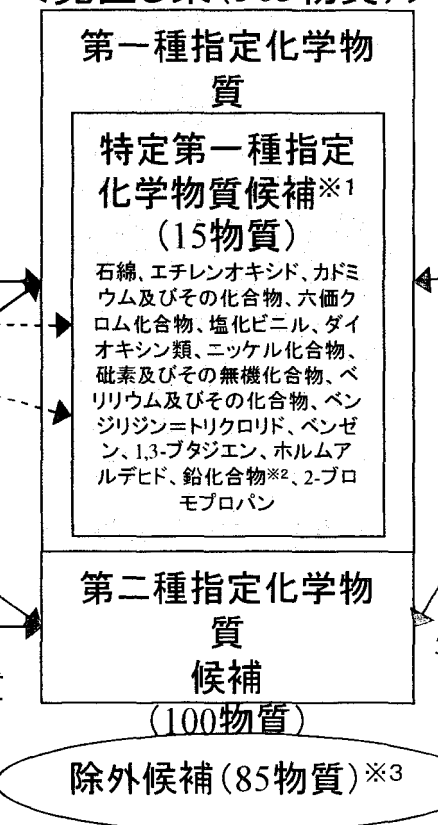 第一種指定化学物
質
特定第一種指定
化学物質候補※1
(15物質)
石綿、エチレンオキシド、カドミ
ウム及びその化合物、六価ク
ロム化合物、塩化ビニル、ダイ
オキシン類、ニッケル化合物、
砒素及びその無機化合物、ベ
リリウム及びその化合物、ベン
ジリジン=トリクロリド、ベンゼ
ン、1,3-ブタジエン、ホルムア
ルデヒド、鉛化合物※2、2-ブロ
モプロパン
第二種指定化学物
質
候補
(100物質)
除外候補(85物質)※3